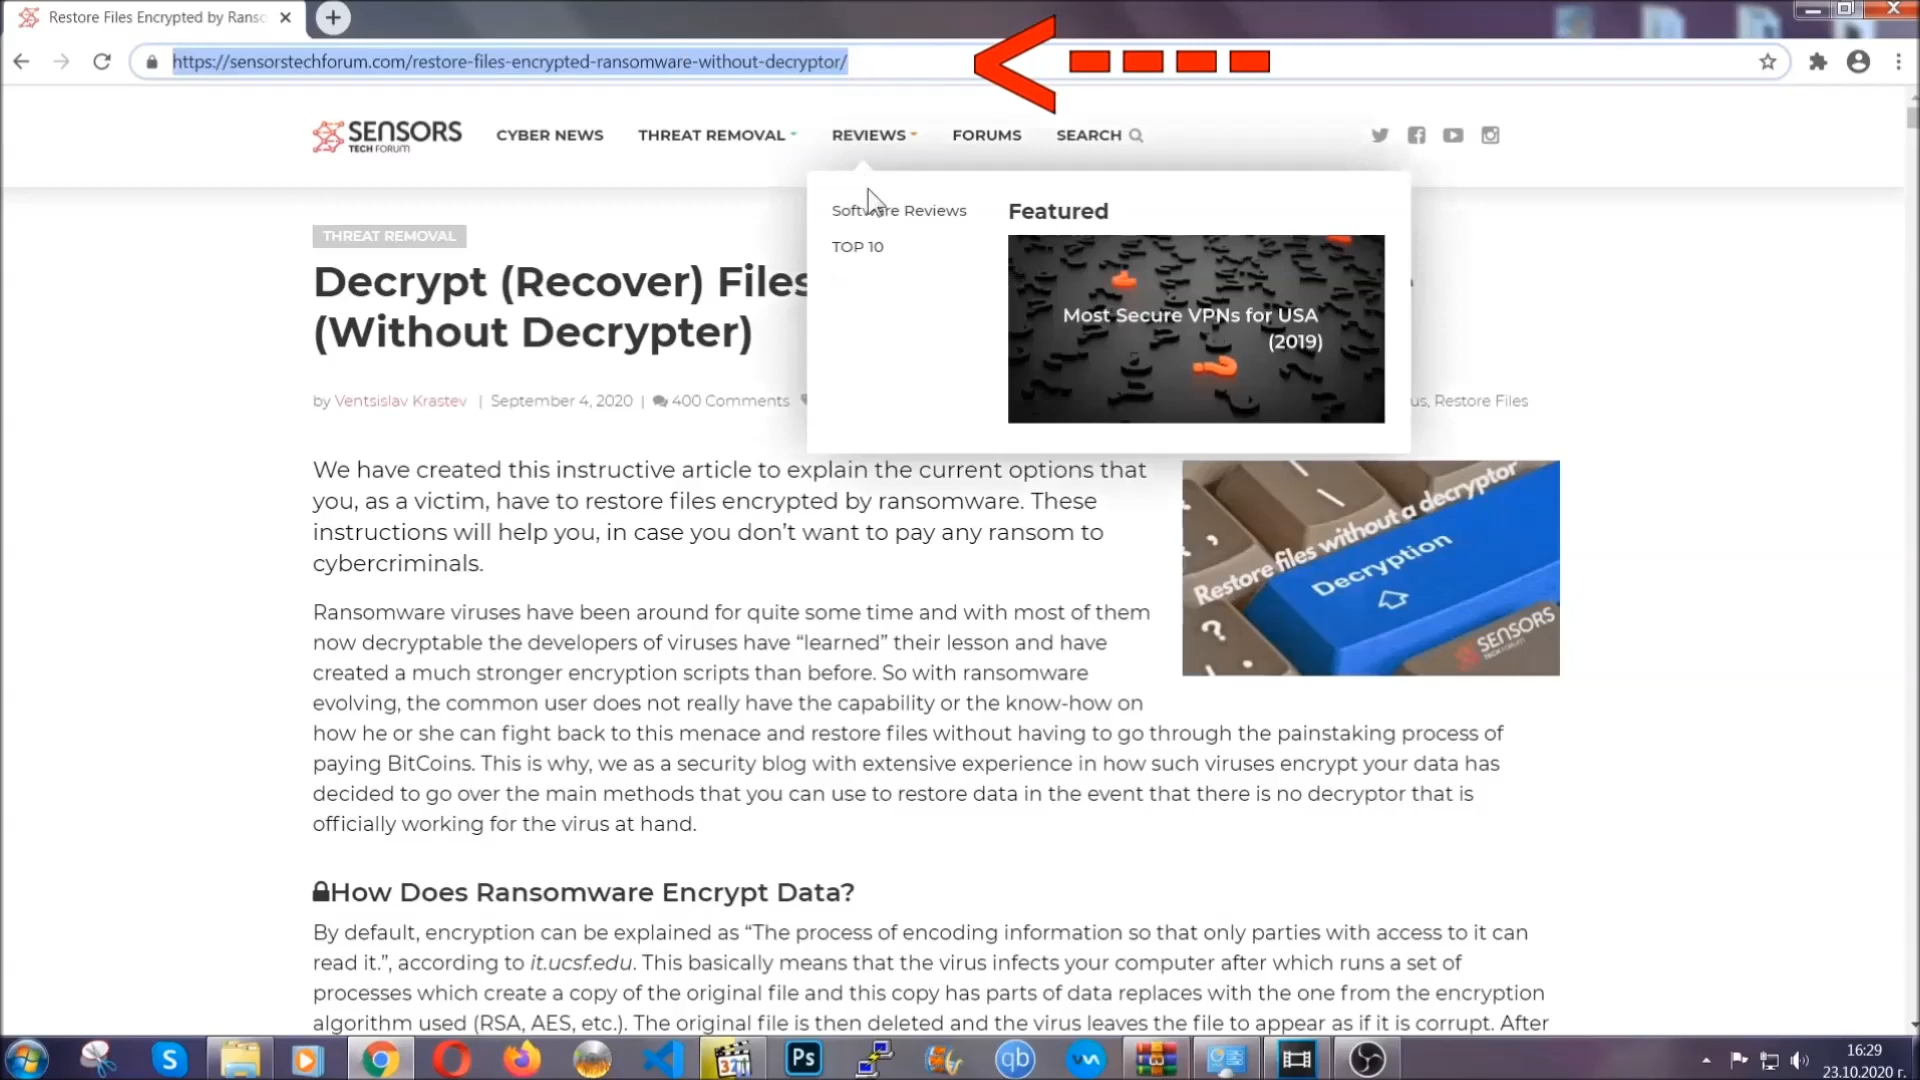 Restore Files Encrypted by Ranso
https://sensorstechforum.com/restore-files-encrypted-ransomware-without-decryptor/
SENSORS
TECH FORUM
CYBER NEWS
THREAT REMOVAL
REVIEWS
FORUMS
SEARCH
Software Reviews
TOP 10
Featured
Most Secure VPNs for USA
(2019)
THREAT REMOVAL
Decrypt (Recover) Files
(Without Decrypter)
by Ventsislav Krastev | September 4, 2020 | 400 Comments
us, Restore Files
We have created this instructive article to explain the current options that
you, as a victim, have to restore files encrypted by ransomware. These
instructions will help you, in case you don’t want to pay any ransom to
cybercriminals.
Restore files without a decryptor
Decryption
SENSORS
TECH FORUM
Ransomware viruses have been around for quite some time and with most of them
now decryptable the developers of viruses have “learned” their lesson and have
created a much stronger encryption scripts than before. So with ransomware
evolving, the common user does not really have the capability or the know-how on
how he or she can fight back to this menace and restore files without having to go through the painstaking process of
paying BitCoins. This is why, we as a security blog with extensive experience in how such viruses encrypt your data has
decided to go over the main methods that you can use to restore data in the event that there is no decryptor that is
officially working for the virus at hand.
How Does Ransomware Encrypt Data?
By default, encryption can be explained as “The process of encoding information so that only parties with access to it can
read it.”, according to it.ucsf.edu. This basically means that the virus infects your computer after which runs a set of
processes which create a copy of the original file and this copy has parts of data replaces with the one from the encryption
algorithm used (RSA, AES, etc.). The original file is then deleted and the virus leaves the file to appear as if it is corrupt. After
S
321
Ps
qb
16:29
23.10.2020 г.